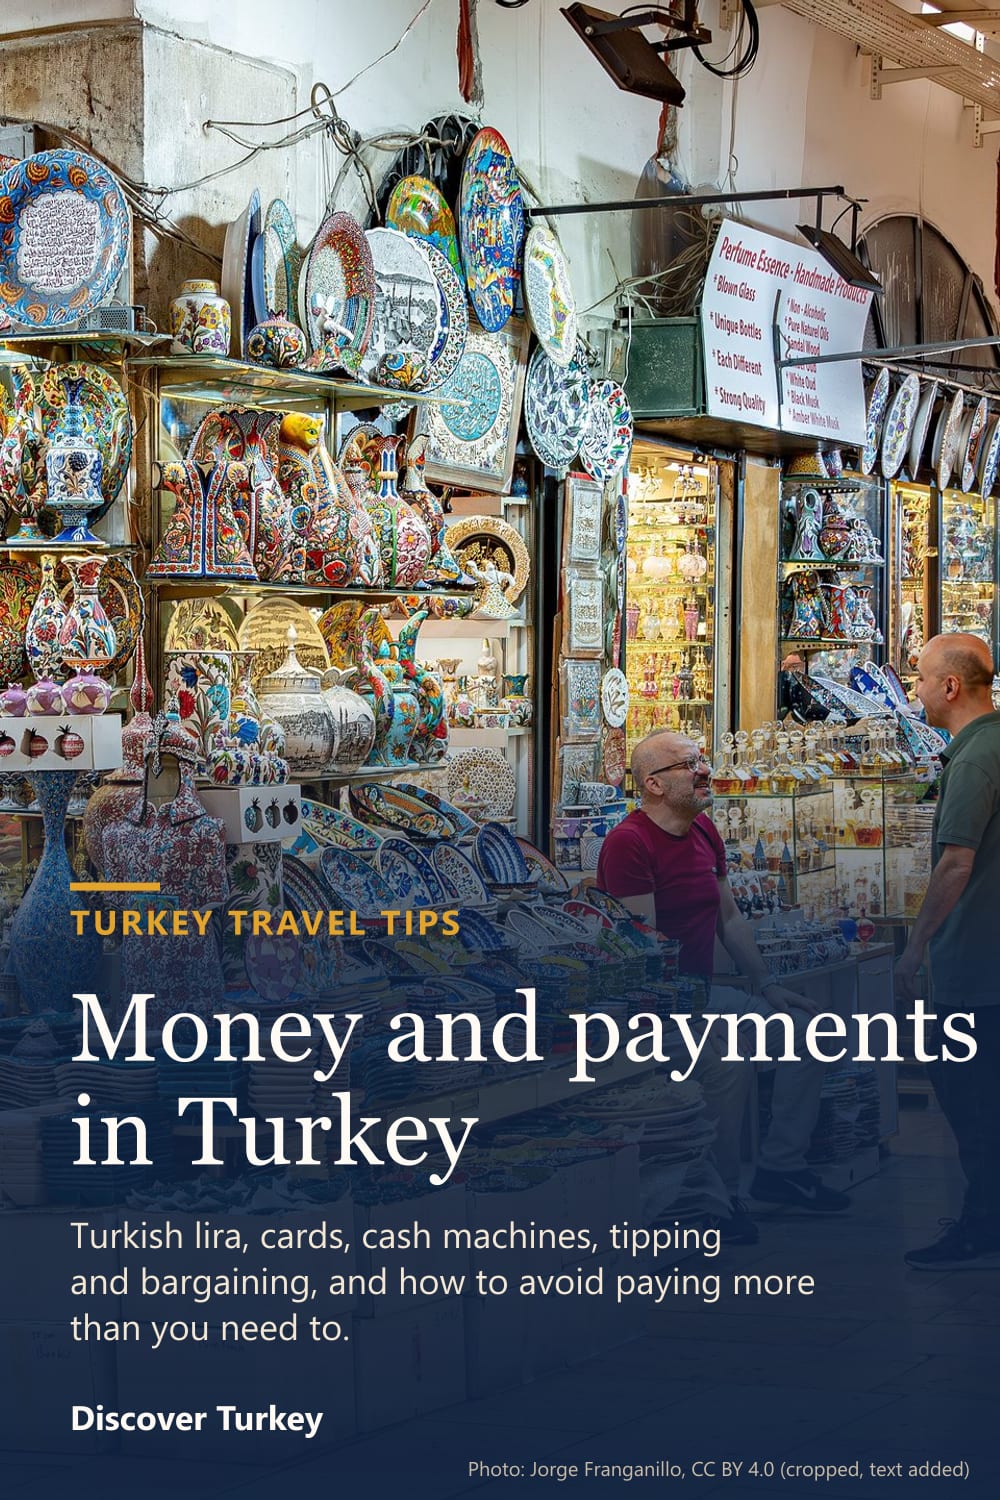 Perfume Essence - Handmade Products
* Blown Glass
* Unique Bottles
* Each Different
* Strong Quality
* Non - Alcoholic
* Pure Naturel Oils
Sandal Wood
Oud
* White Oud
* Black Musk
* Amber White Musk
TURKEY TRAVEL TIPS
Money and payments
in Turkey
Turkish lira, cards, cash machines, tipping
and bargaining, and how to avoid paying more
than you need to.
Discover Turkey
Photo: Jorge Franganillo, CC BY 4.0 (cropped, text added)